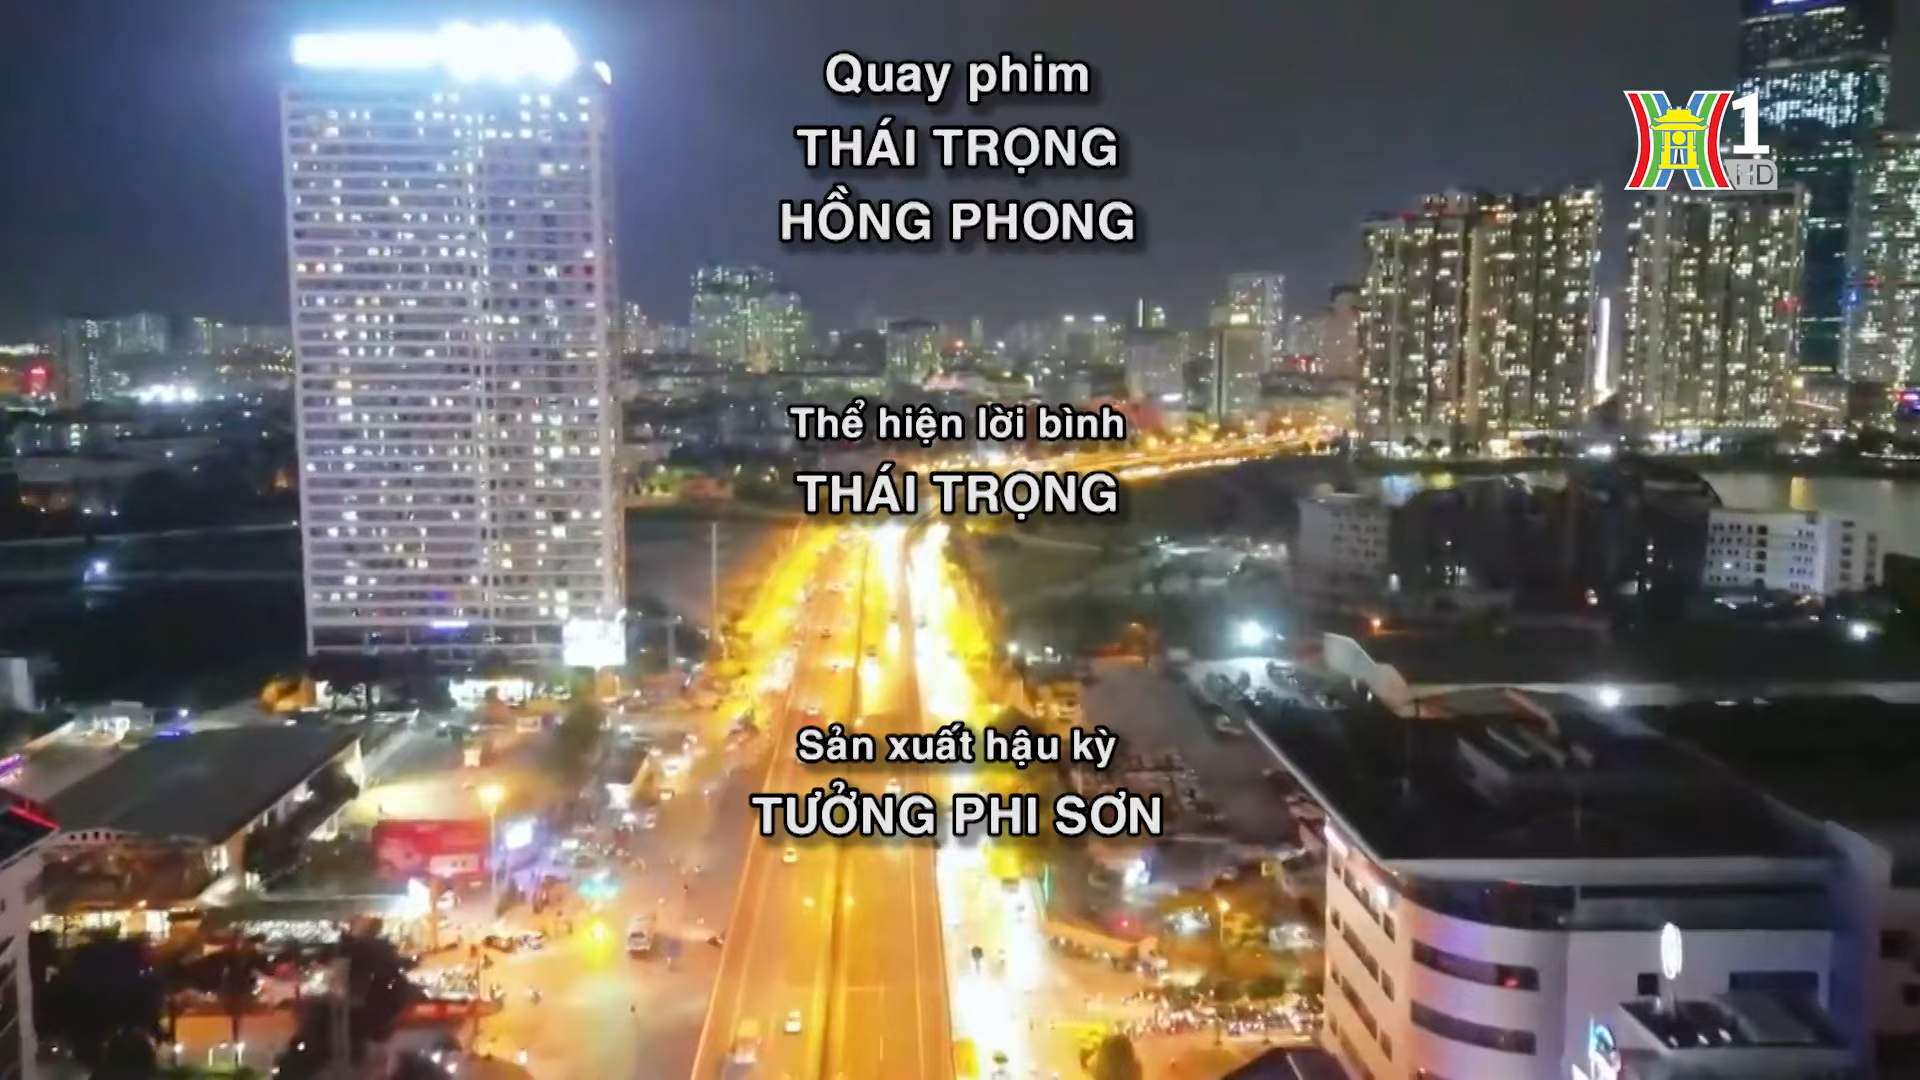 Quay phim
THÁI TRỌNG
HỒNG PHONG
1
HD
Thể hiện lời bình
THÁI TRỌNG
Sản xuất hậu kỳ
TƯỞNG PHI SƠN